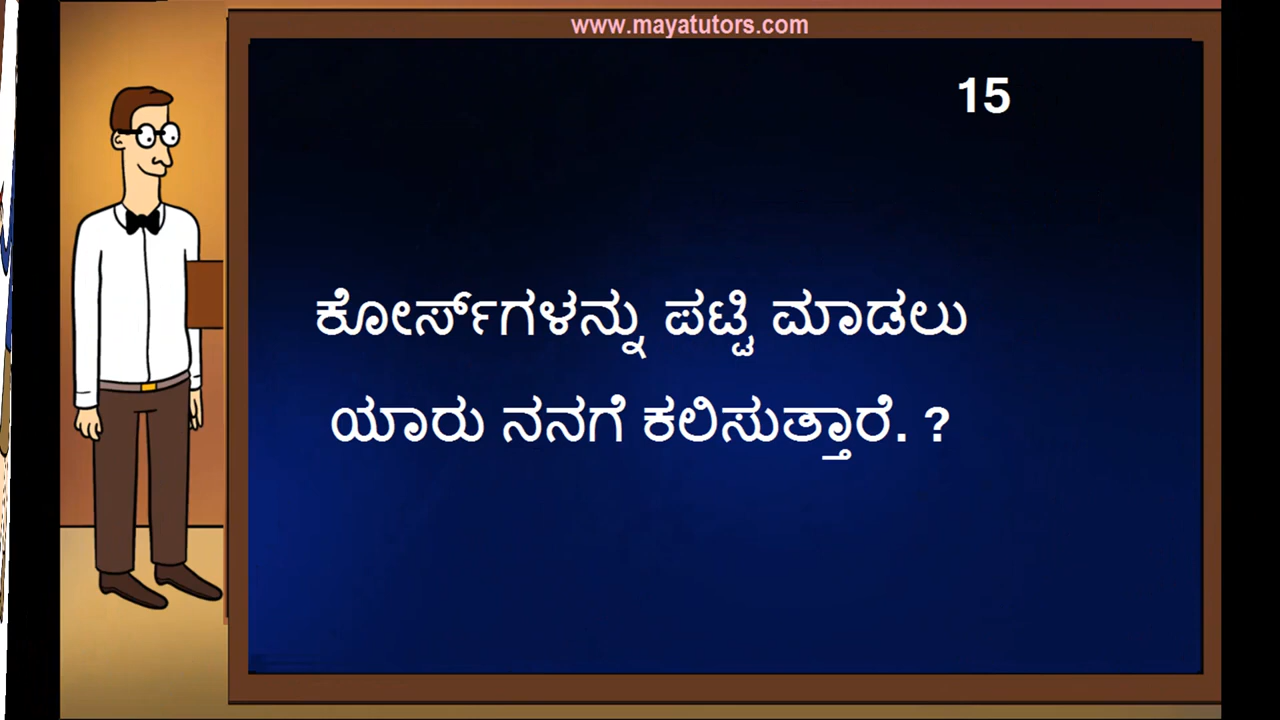 www.mayatutors.com
15
ಕೋರ್ಸ್‌ಗಳನ್ನು ಪಟ್ಟಿ ಮಾಡಲು
ಯಾರು ನನಗೆ ಕಲಿಸುತ್ತಾರೆ. ?